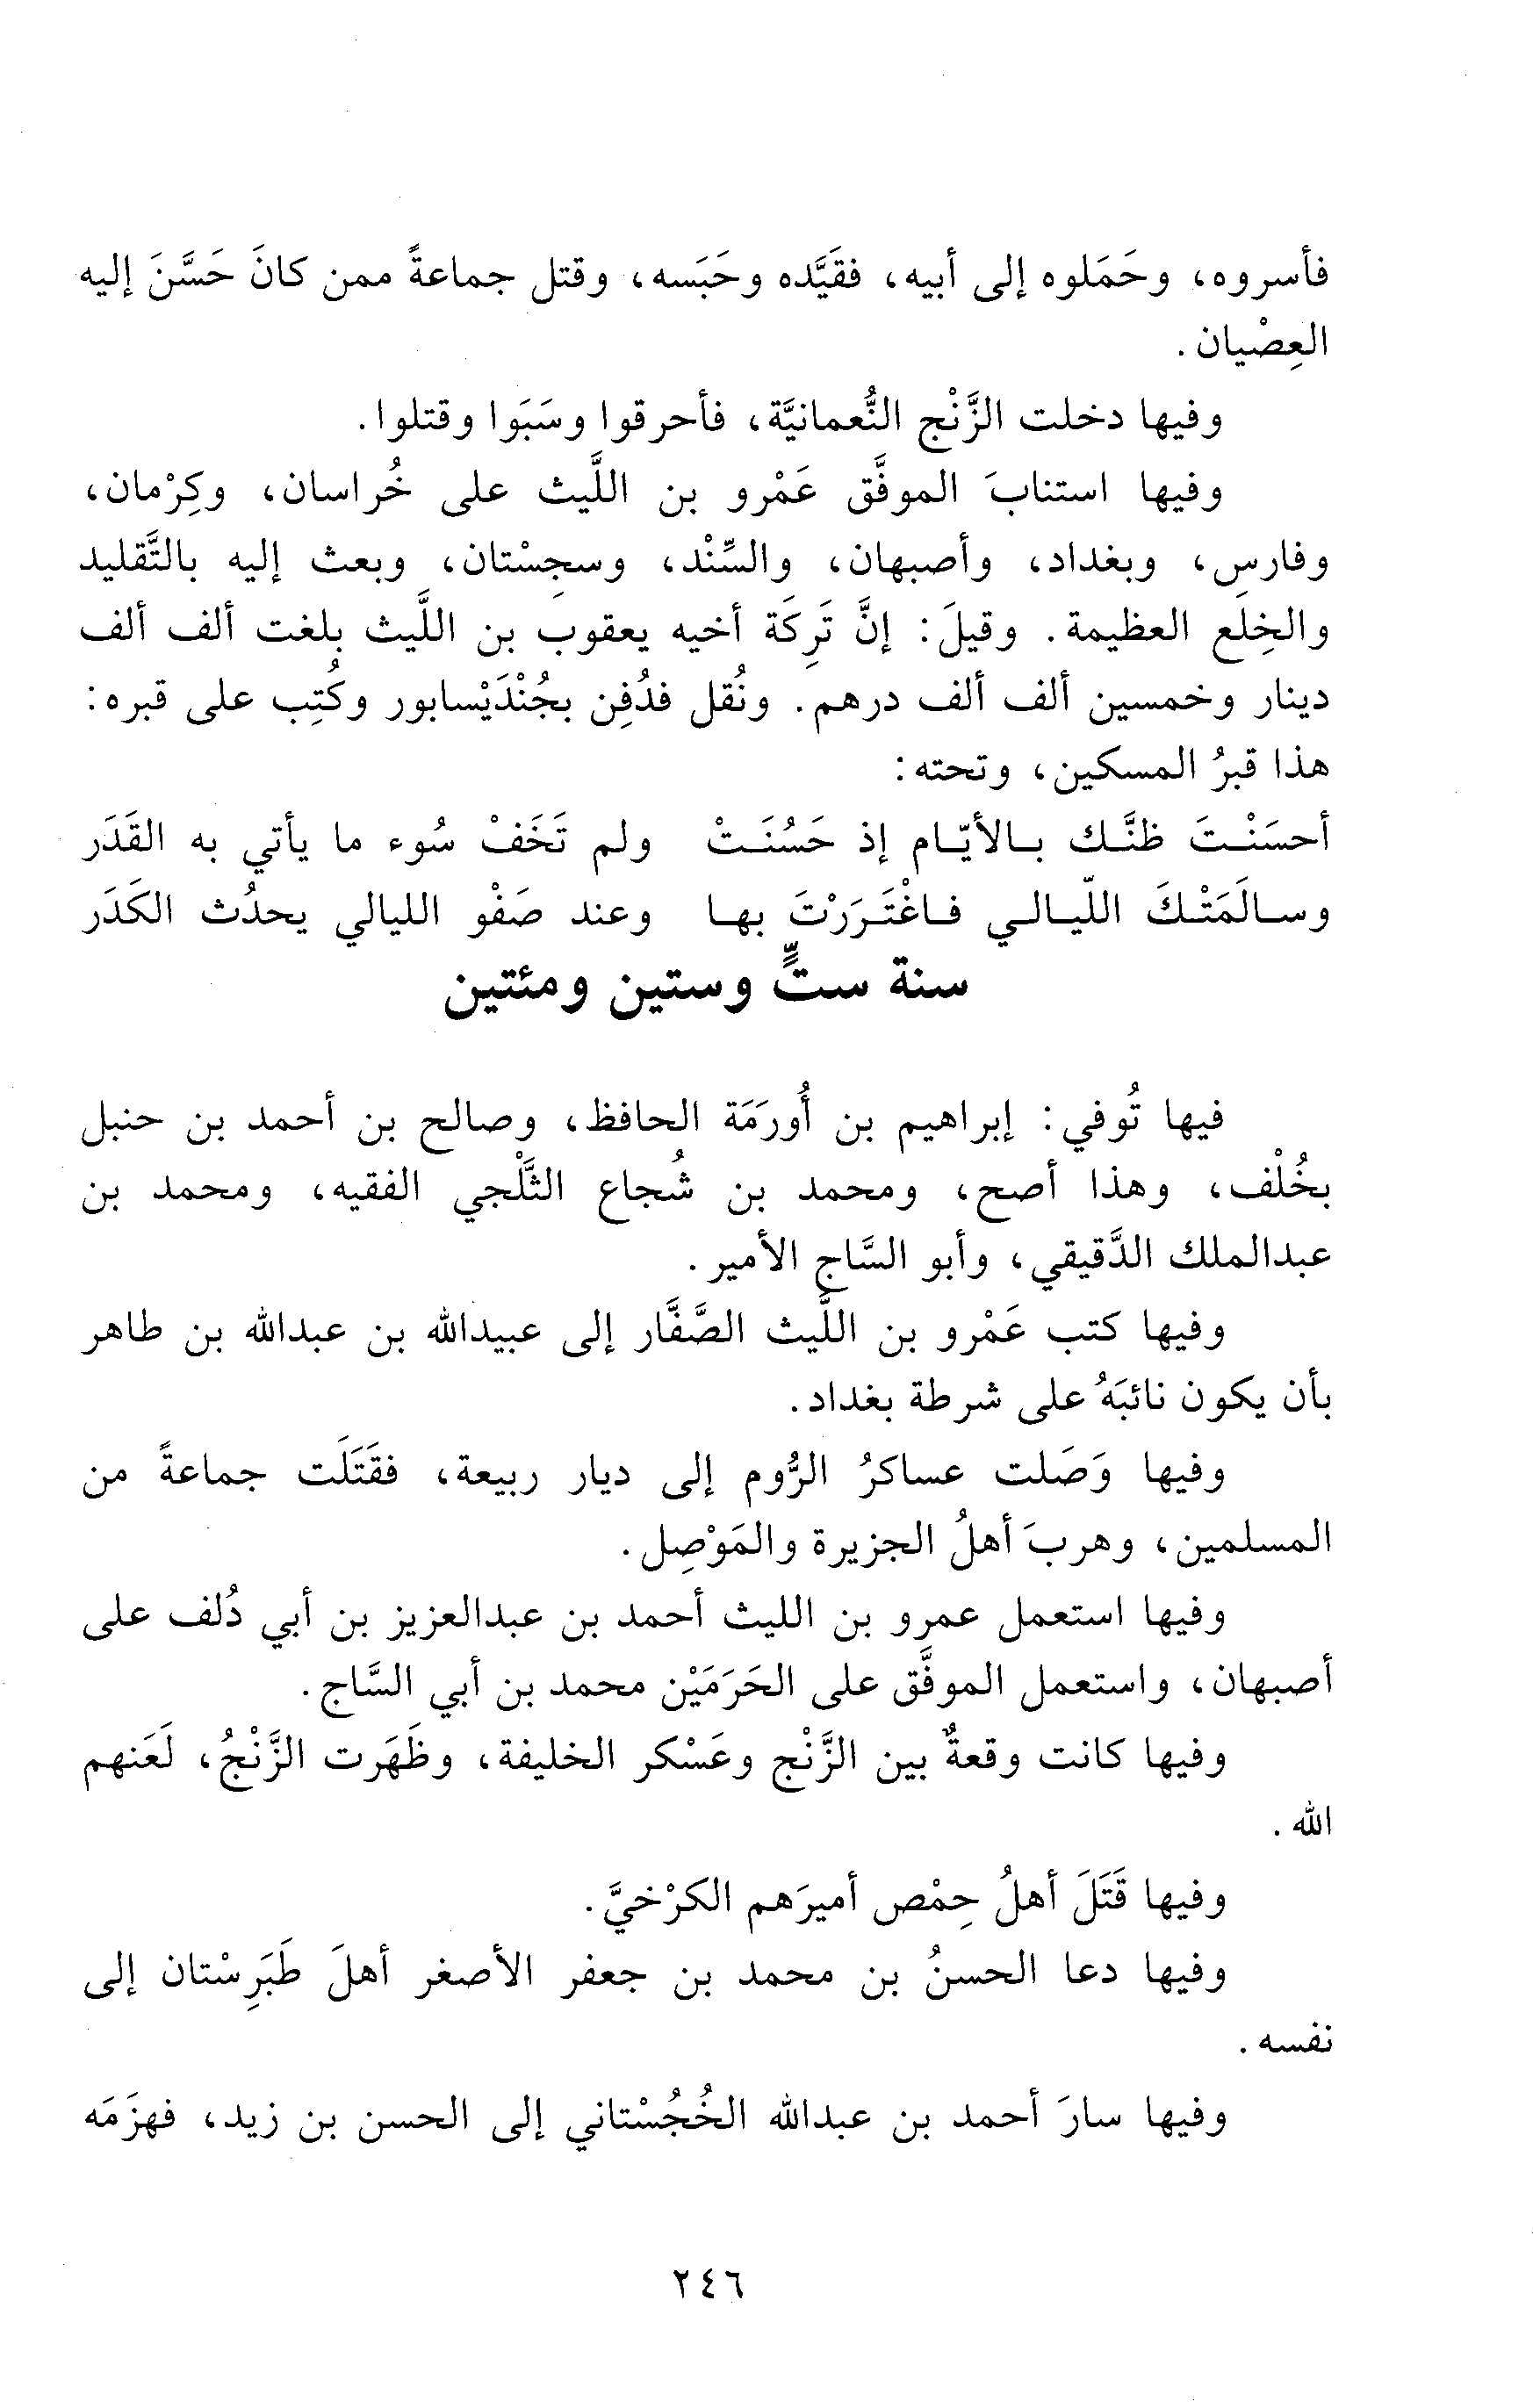 فأسروه، وحَمَلوه إلى أبيه، فقيَّده وحَبَسه، وقتل جماعةً ممن كانَ حَسَّنَ إليه
العِصْيان.
وفيها دخلت الزَّنْج النُّعمانيَّة، فأحرقوا وسَبَوا وقتلوا.
وفيها استنابَ الموفَّق عَمْرو بن اللَّيث على خُراسان، وكِرْمان،
وفارسِ، وبغداد، وأصبهان، والسِّنْد، وسجِسْتان، وبعث إليه بالتَّقليد
والخِلَع العظيمة. وقيلَ: إنَّ تَرِكَة أخيه يعقوب بن اللَّيث بلغت ألف ألف
دينار وخمسين ألف ألف درهم. ونُقل فدُفِن بجُنْدَيْسابور وكُتِب على قبره:
هذا قبرُ المسكين، وتحته:
أحسَنْتَ ظنَّك بالأيّام إذ حَسُنَتْ ولم تَخَفْ سُوء ما يأتي به القَدَر
وسالَمَتْكَ اللّيالي فاغْتَرَرْتَ بها وعند صَفْو الليالي يحدُث الكَدَر
سنة ستٍّ وستين ومئتين
فيها تُوفي: إبراهيم بن أُورَمَة الحافظ، وصالح بن أحمد بن حنبل
بخُلْف، وهذا أصح، ومحمد بن شُجاع الثَّلْجي الفقيه، ومحمد بن
عبدالملك الدَّقيقي، وأبو السَّاج الأمير.
وفيها كتب عَمْرو بن اللَّيث الصَّفَّار إلى عبيدالله بن عبدالله بن طاهر
بأن يكون نائبَهُ على شرطة بغداد.
وفيها وَصَلت عساكرُ الرُّوم إلى ديار ربيعة، فقَتَلَت جماعةً من
المسلمين، وهربَ أهلُ الجزيرة والمَوْصِل.
وفيها استعمل عمرو بن الليث أحمد بن عبدالعزيز بن أبي دُلف على
أصبهان، واستعمل الموفَّق على الحَرَمَيْن محمد بن أبي السَّاج.
وفيها كانت وقعةٌ بين الزَّنْج وعَسْكر الخليفة، وظَهَرت الزَّنْجُ، لَعَنهم
الله.
وفيها قَتَلَ أهلُ حِمْص أميرَهم الكرْخيَّ.
وفيها دعا الحسنُ بن محمد بن جعفر الأصغر أهلَ طَبَرِسْتان إلى
نفسه.
وفيها سارَ أحمد بن عبدالله الخُجُسْتاني إلى الحسن بن زيد، فهزَمَه
٢٤٦